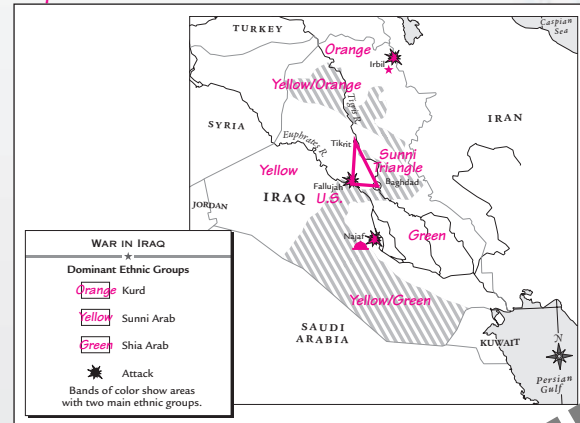 Caspian
Sea
TURKEY
Orange
Irbil
Yellow/Orange
Tigris R.
SYRIA
IRAN
Euphrates R.
Tikrit
Sunni
Triangle
Yellow
Fallujah
Baghdad
U.S.
JORDAN
IRAQ
Najaf
Green
WAR IN IRAQ
Dominant Ethnic Groups
Orange Kurd
Yellow Sunni Arab
Green Shia Arab
Attack
Bands of color show areas
with two main ethnic groups.
Yellow/Green
SAUDI
ARABIA
KUWAIT
N
Persian
Gulf